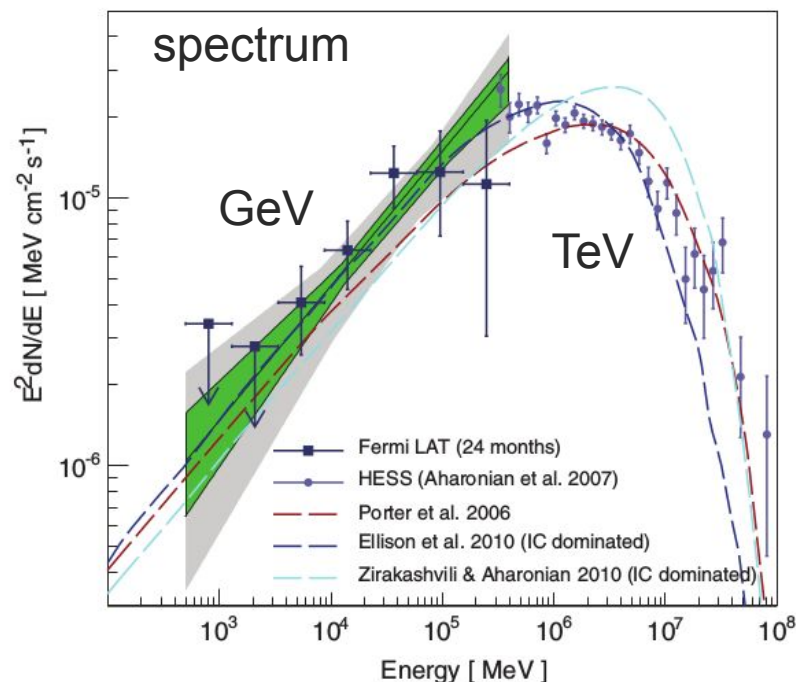 spectrum
E²dN/dE [ MeV cm⁻² s⁻¹]
10⁻⁵
10⁻⁶
GeV
TeV
Fermi LAT (24 months)
HESS (Aharonian et al. 2007)
Porter et al. 2006
Ellison et al. 2010 (IC dominated)
Zirakashvili & Aharonian 2010 (IC dominated)
10³ 10⁴ 10⁵ 10⁶ 10⁷ 10⁸
Energy [ MeV ]